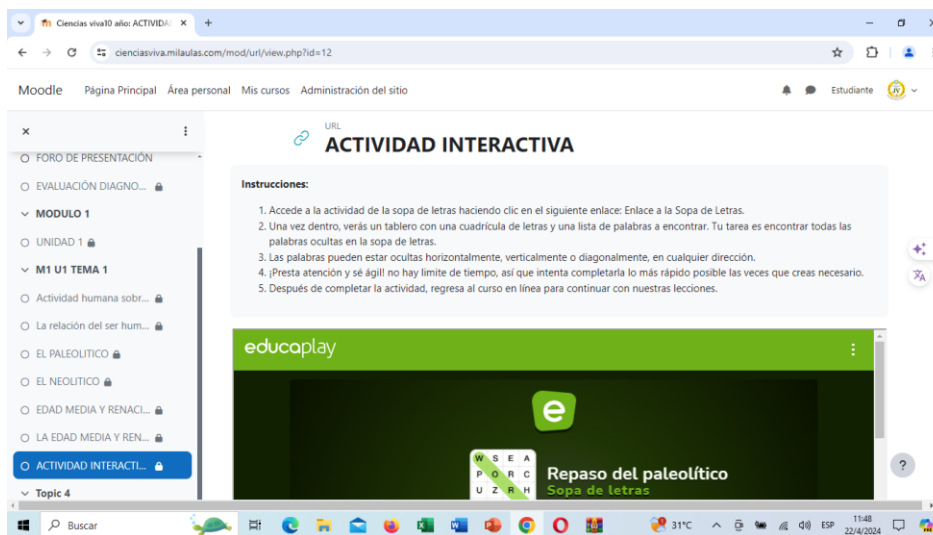 Ciencias viva10 año: ACTIVIDA
cienciasviva.milaulas.com/mod/url/view.php?id=12
Moodle Página Principal Área personal Mis cursos Administración del sitio Estudiante
FORO DE PRESENTACIÓN
EVALUACIÓN DIAGNO...
MODULO 1
UNIDAD 1
M1 U1 TEMA 1
Actividad humana sobr...
La relación del ser hum...
EL PALEOLITICO
EL NEOLITICO
EDAD MEDIA Y RENACI...
LA EDAD MEDIA Y REN...
ACTIVIDAD INTERACTI...
Topic 4
URL
ACTIVIDAD INTERACTIVA
Instrucciones:
1. Accede a la actividad de la sopa de letras haciendo clic en el siguiente enlace: Enlace a la Sopa de Letras.
2. Una vez dentro, verás un tablero con una cuadrícula de letras y una lista de palabras a encontrar. Tu tarea es encontrar todas las
palabras ocultas en la sopa de letras.
3. Las palabras pueden estar ocultas horizontalmente, verticalmente o diagonalmente, en cualquier dirección.
4. ¡Presta atención y sé ágil! no hay limite de tiempo, así que intenta completarla lo más rápido posible las veces que creas necesario.
5. Después de completar la actividad, regresa al curso en línea para continuar con nuestras lecciones.
educaplay
e
W S E A
P O R C
U Z R H
Repaso del paleolítico
Sopa de letras
Buscar
31°C ESP 11:48
22/4/2024